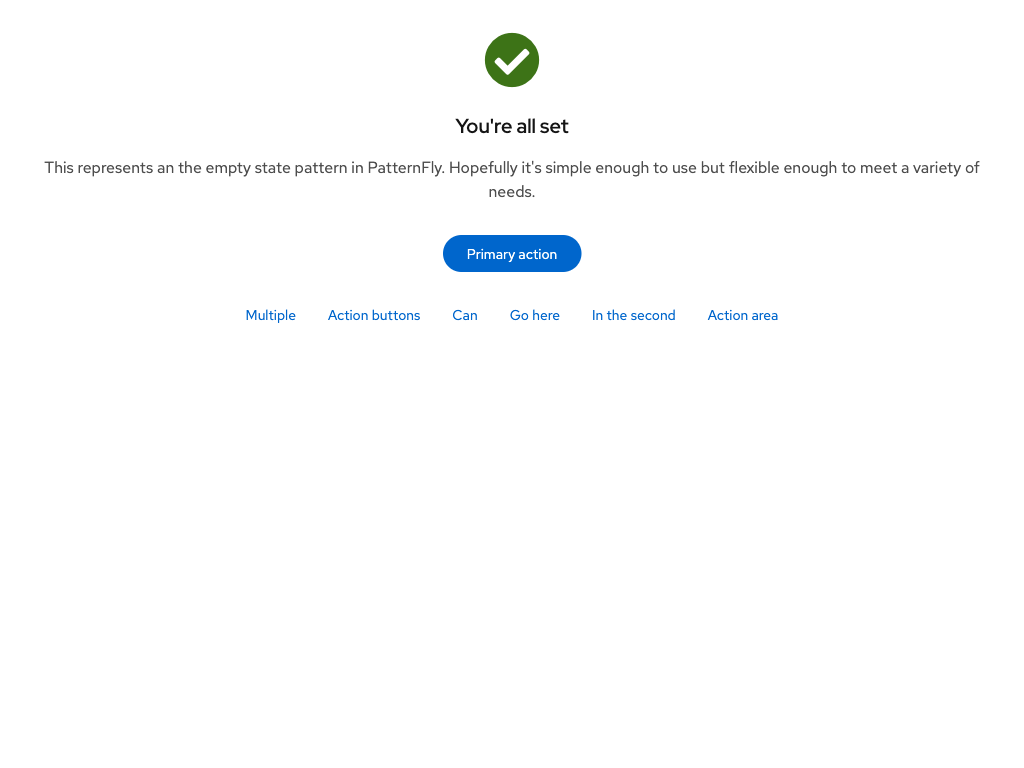 You're all set
This represents an the empty state pattern in PatternFly. Hopefully it's simple enough to use but flexible enough to meet a variety of
needs.
Primary action
Multiple Action buttons Can Go here In the second Action area